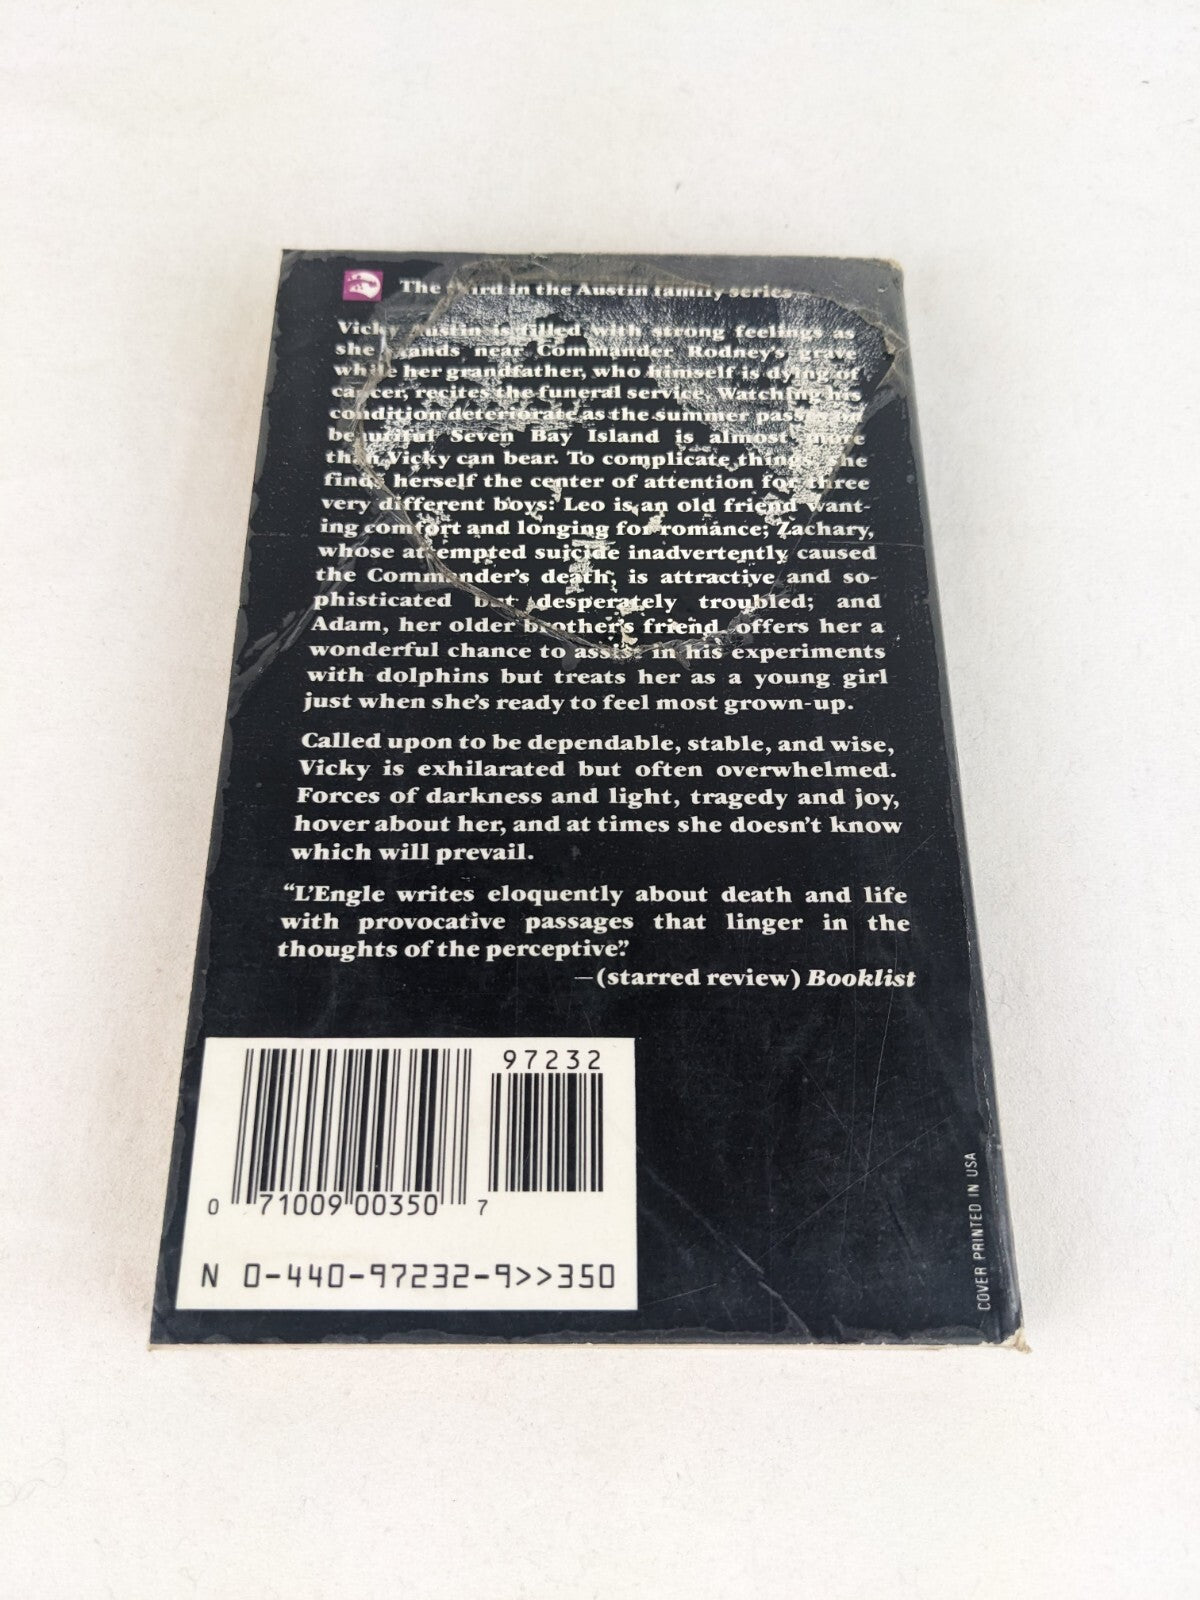 The third in the Austin family series
Vicky Austin is filled with strong feelings as
she stands near Commander Rodney's grave
while her grandfather, who himself is dying of
cancer, recites the funeral service. Watching his
condition deteriorate as the summer passes on
beautiful Seven Bay Island is almost more
than Vicky can bear. To complicate things, she
finds herself the center of attention for three
very different boys: Leo is an old friend want-
ing comfort and longing for romance; Zachary,
whose attempted suicide inadvertently caused
the Commander's death, is attractive and so-
phisticated but desperately troubled; and
Adam, her older brother's friend, offers her a
wonderful chance to assist in his experiments
with dolphins but treats her as a young girl
just when she's ready to feel most grown-up.
Called upon to be dependable, stable, and wise,
Vicky is exhilarated but often overwhelmed.
Forces of darkness and light, tragedy and joy,
hover about her, and at times she doesn't know
which will prevail.
"L'Engle writes eloquently about death and life
with provocative passages that linger in the
thoughts of the perceptive."
—(starred review) Booklist
97232
0 71009 00350 7
N 0-440-97232-9>>350
COVER PRINTED IN USA